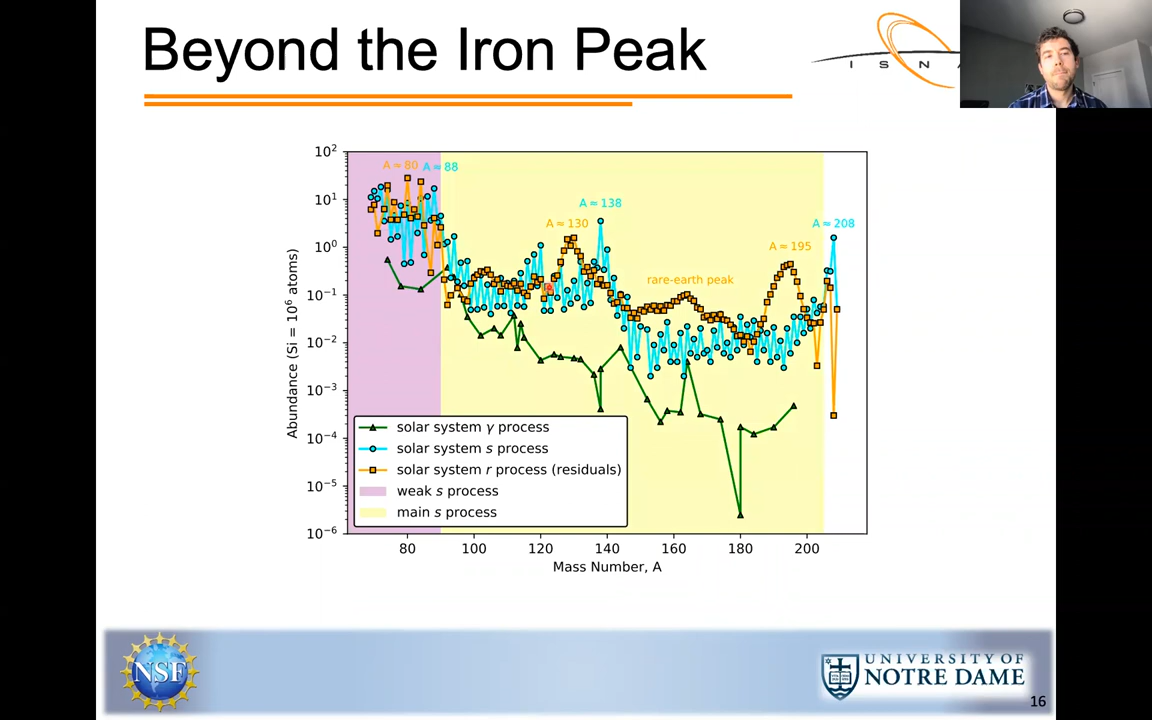 Beyond the Iron Peak
I S N A
A ≈ 80 A ≈ 88
A ≈ 138
A ≈ 130
A ≈ 208
A ≈ 195
rare-earth peak
10²
10¹
10⁰
10⁻¹
10⁻²
10⁻³
10⁻⁴
10⁻⁵
10⁻⁶
Abundance (Si = 10⁶ atoms)
solar system γ process
solar system s process
solar system r process (residuals)
weak s process
main s process
80 100 120 140 160 180 200
Mass Number, A
NSF
UNIVERSITY OF
NOTRE DAME
16